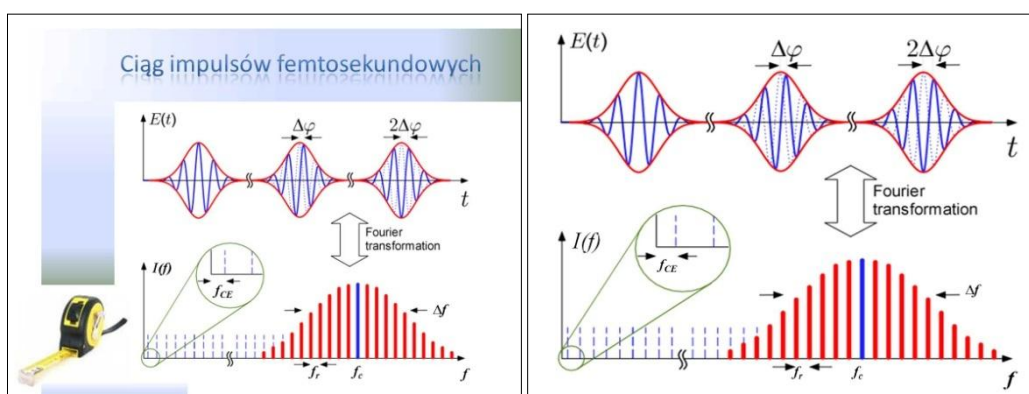 Ciąg impulsów femtosekundowych
E(t)
Δφ
2Δφ
t
Fourier
transformation
I(f)
f_CE
Δf
f_r
f_c
f
E(t)
Δφ
2Δφ
t
Fourier
transformation
I(f)
f_CE
Δf
f_r
f_c
f